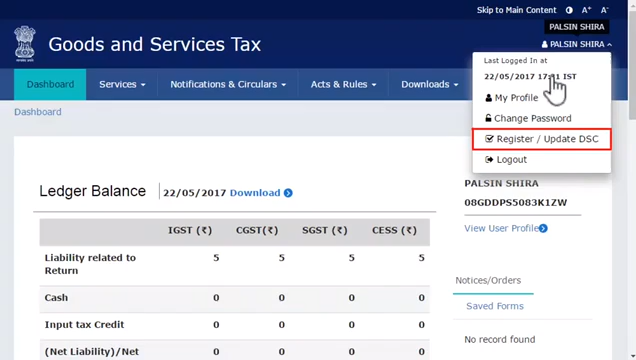 Skip to Main Content A+ A-
PALSIN SHIRA
Goods and Services Tax
PALSIN SHIRA
Last Logged In at
22/05/2017 17: 1 IST
My Profile
Change Password
Register / Update DSC
Logout
Dashboard Services Notifications & Circulars Acts & Rules Downloads
Dashboard
Ledger Balance 22/05/2017 Download
IGST (₹) CGST(₹) SGST (₹) CESS (₹)
Liability related to 5 5 5 5
Return
Cash 0 0 0 0
Input tax Credit 0 0 0 0
(Net Liability)/Net 0 0 0 0
PALSIN SHIRA
08GDDPS5083K1ZW
View User Profile
Notices/Orders
Saved Forms
No record found